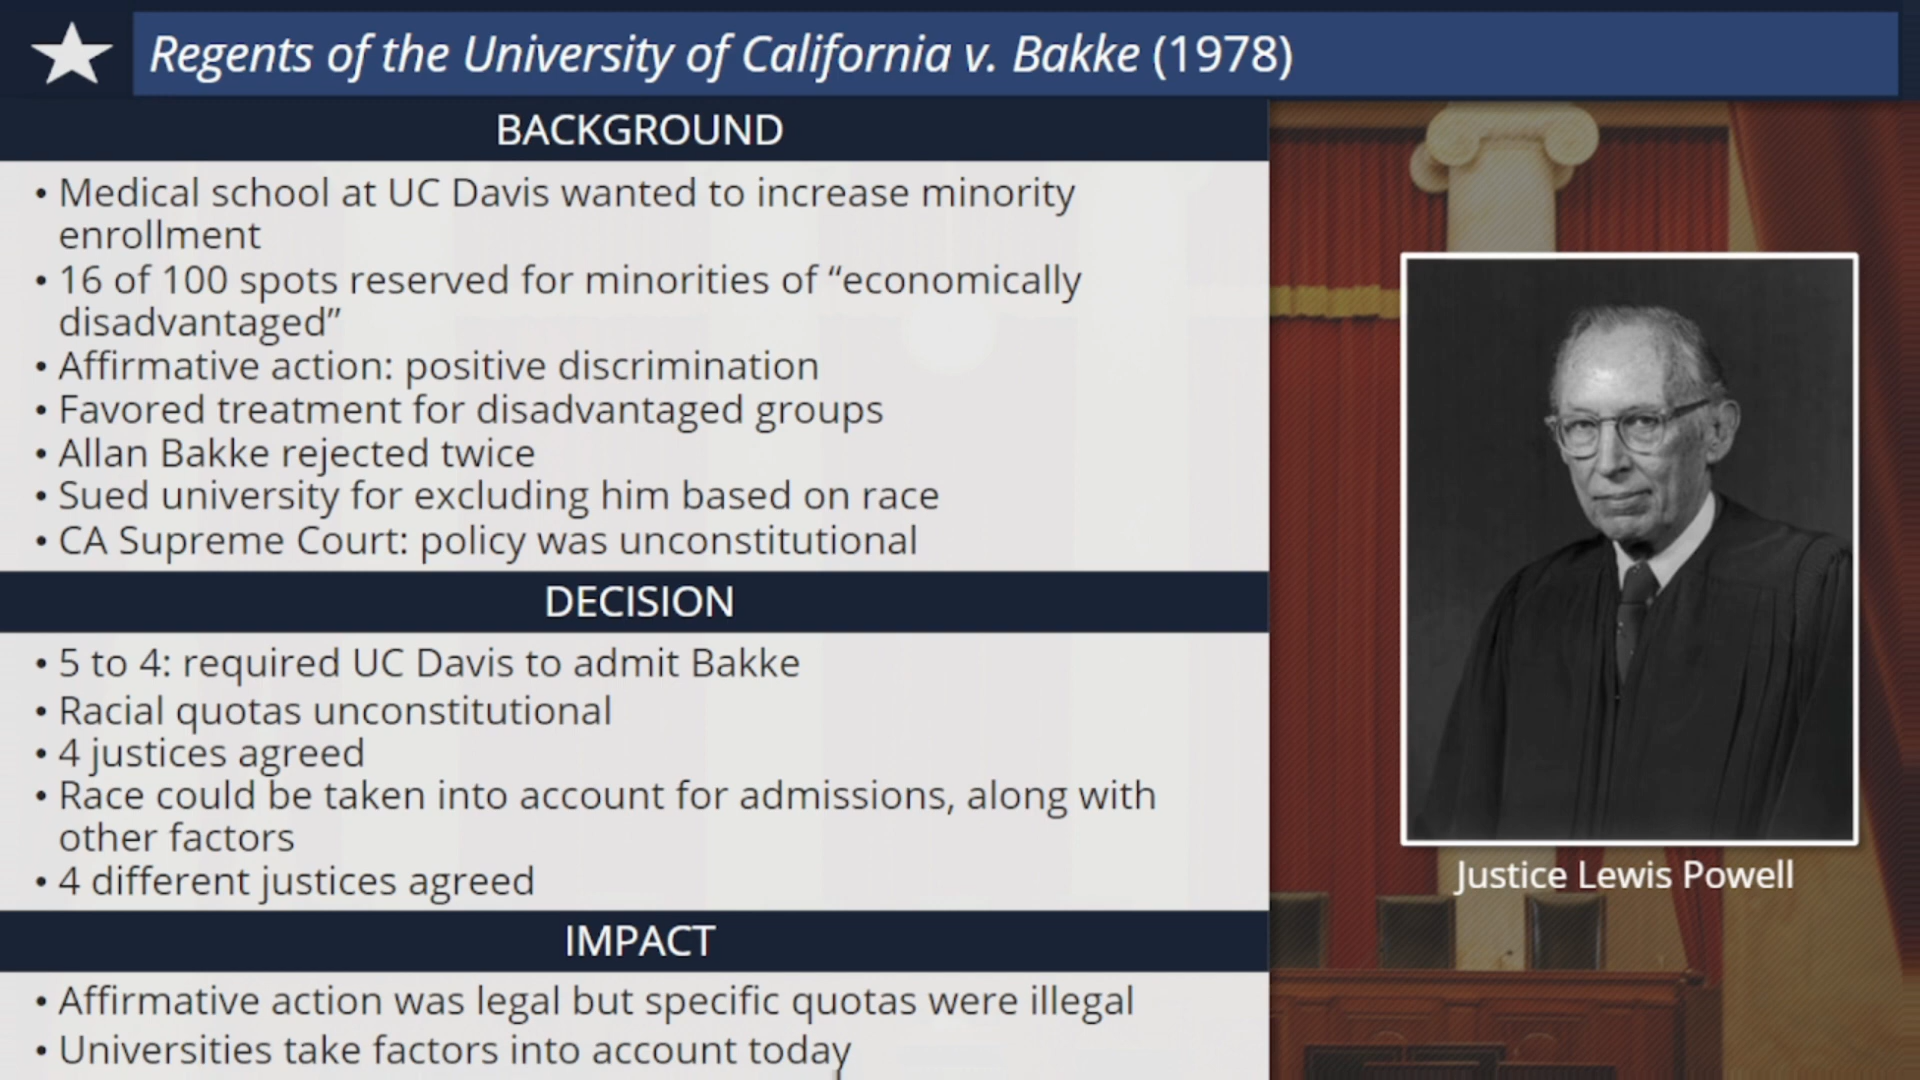 Regents of the University of California v. Bakke (1978)
BACKGROUND
• Medical school at UC Davis wanted to increase minority
enrollment
• 16 of 100 spots reserved for minorities of “economically
disadvantaged”
• Affirmative action: positive discrimination
• Favored treatment for disadvantaged groups
• Allan Bakke rejected twice
• Sued university for excluding him based on race
• CA Supreme Court: policy was unconstitutional
DECISION
• 5 to 4: required UC Davis to admit Bakke
• Racial quotas unconstitutional
• 4 justices agreed
• Race could be taken into account for admissions, along with
other factors
• 4 different justices agreed
IMPACT
• Affirmative action was legal but specific quotas were illegal
• Universities take factors into account today
Justice Lewis Powell